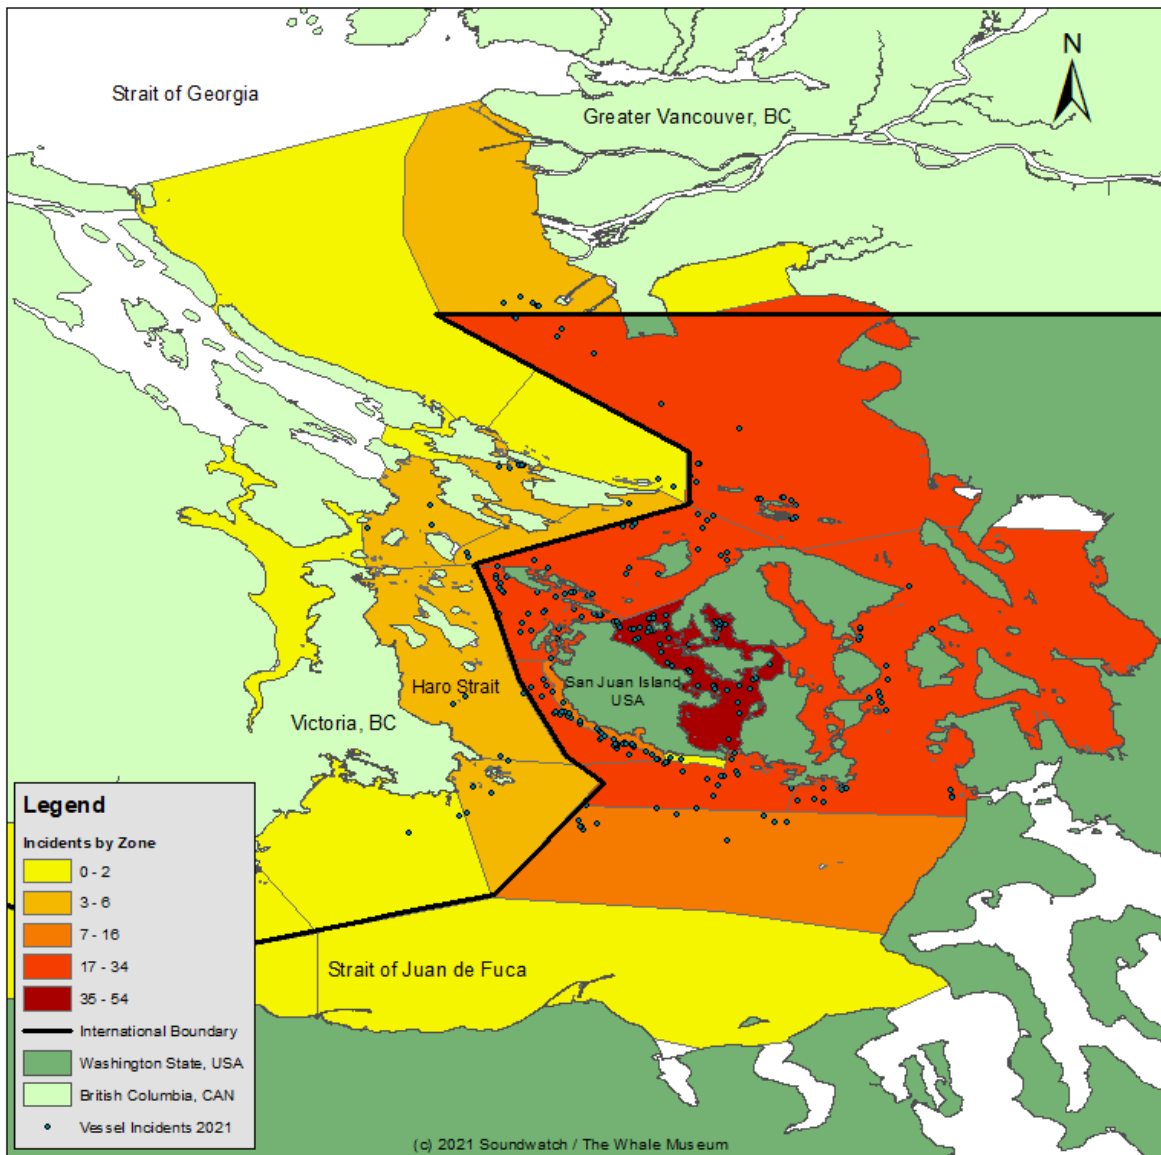 N
Strait of Georgia
Greater Vancouver, BC
San Juan Island
USA
Haro Strait
Victoria, BC
Strait of Juan de Fuca
Legend
Incidents by Zone
0 - 2
3 - 6
7 - 16
17 - 34
35 - 54
International Boundary
Washington State, USA
British Columbia, CAN
Vessel Incidents 2021
(c) 2021 Soundwatch / The Whale Museum